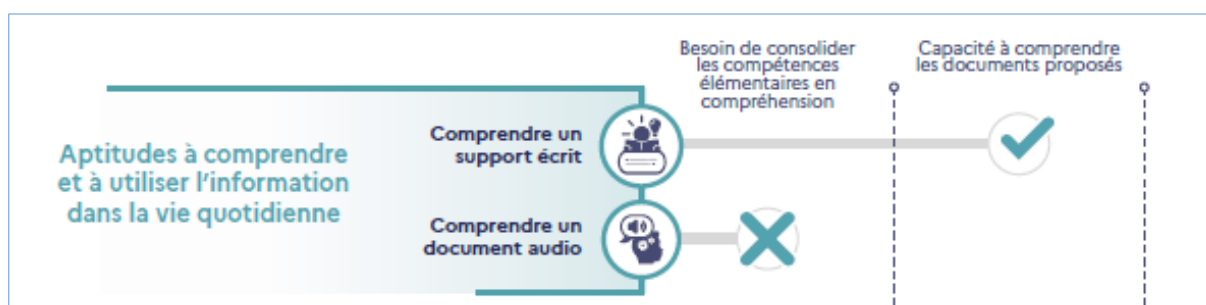 Besoin de consolider
les compétences
élémentaires en
compréhension
Capacité à comprendre
les documents proposés
Aptitudes à comprendre
et à utiliser l'information
dans la vie quotidienne
Comprendre un
support écrit
Comprendre un
document audio